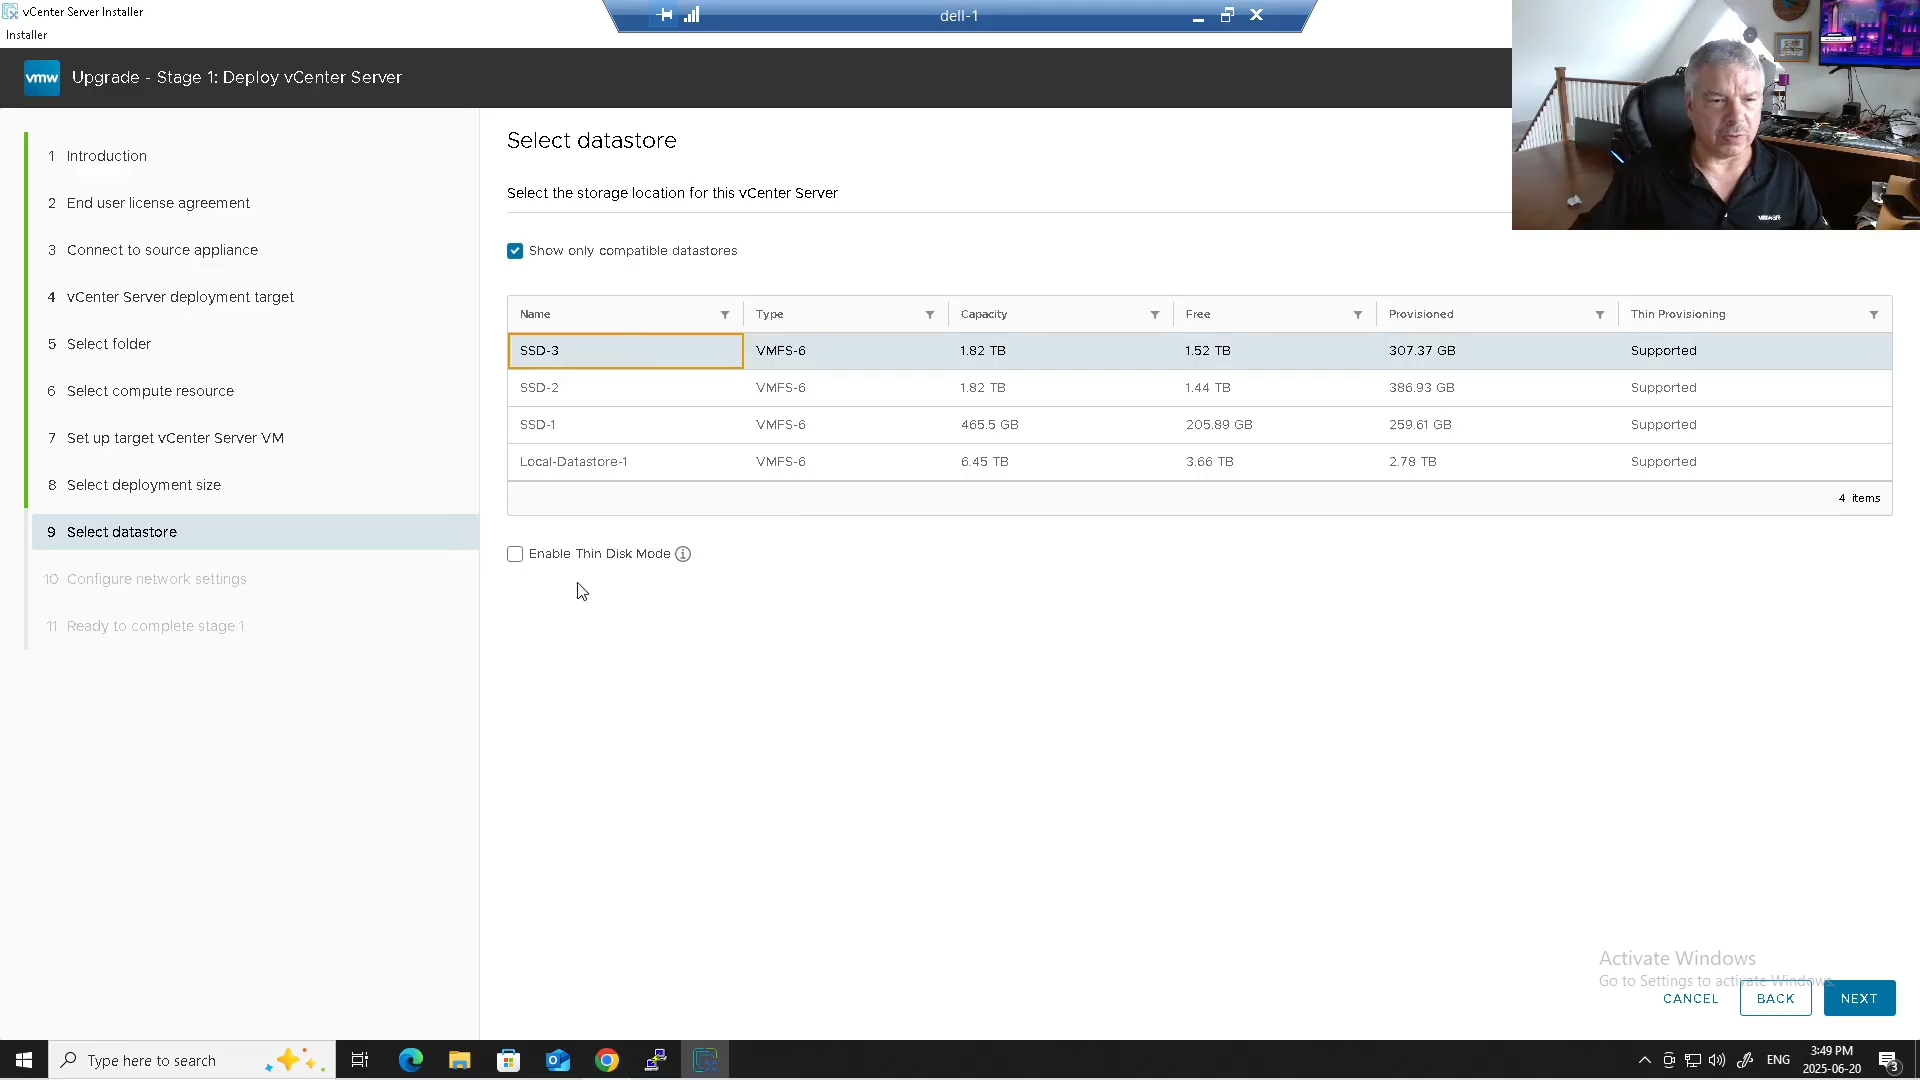 vCenter Server Installer
dell-1
Installer
vmw
Upgrade - Stage 1: Deploy vCenter Server
1 Introduction
2 End user license agreement
3 Connect to source appliance
4 vCenter Server deployment target
5 Select folder
6 Select compute resource
7 Set up target vCenter Server VM
8 Select deployment size
9 Select datastore
10 Configure network settings
11 Ready to complete stage 1
Select datastore
Select the storage location for this vCenter Server
Show only compatible datastores
Name Type Capacity Free Provisioned Thin Provisioning
SSD-3 VMFS-6 1.82 TB 1.52 TB 307.37 GB Supported
SSD-2 VMFS-6 1.82 TB 1.44 TB 386.93 GB Supported
SSD-1 VMFS-6 465.5 GB 205.89 GB 259.61 GB Supported
Local-Datastore-1 VMFS-6 6.45 TB 3.66 TB 2.78 TB Supported
4 items
Enable Thin Disk Mode
vmware
Activate Windows
Go to Settings to activate Windows.
CANCEL BACK NEXT
Type here to search
ENG
3:49 PM
2025-06-20
3